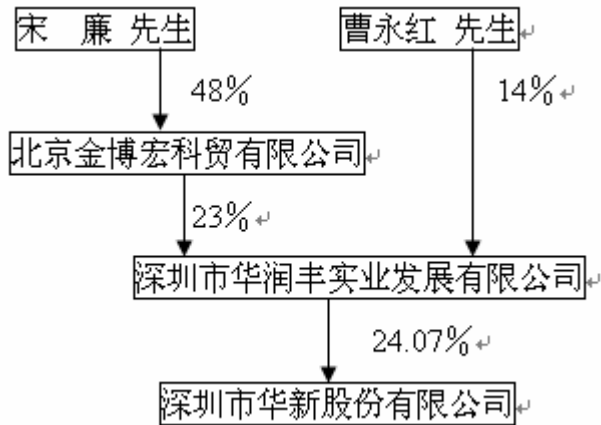 宋 廉 先生
曹永红 先生
48%
14%
北京金博宏科贸有限公司
23%
深圳市华润丰实业发展有限公司
24.07%
深圳市华新股份有限公司